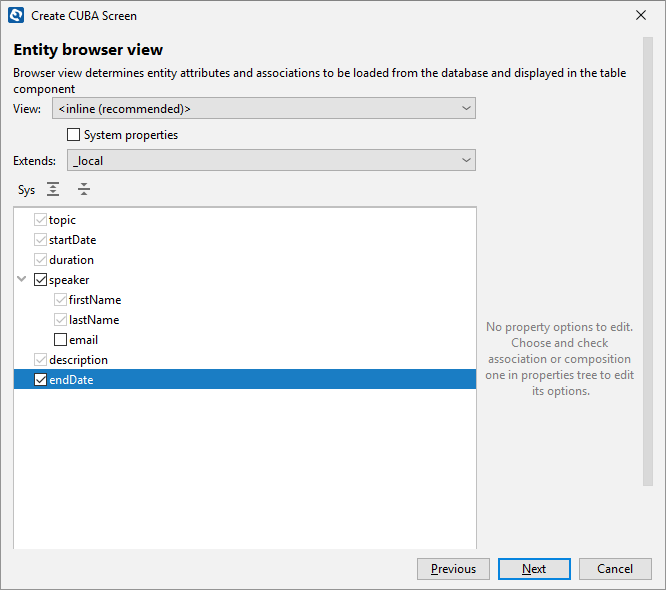 Create CUBA Screen
Entity browser view
Browser view determines entity attributes and associations to be loaded from the database and displayed in the table
component
View: <inline (recommended)>
System properties
Extends: _local
Sys
topic
startDate
duration
speaker
firstName
lastName
email
description
endDate
No property options to edit.
Choose and check
association or composition
one in properties tree to edit
its options.
Previous Next Cancel